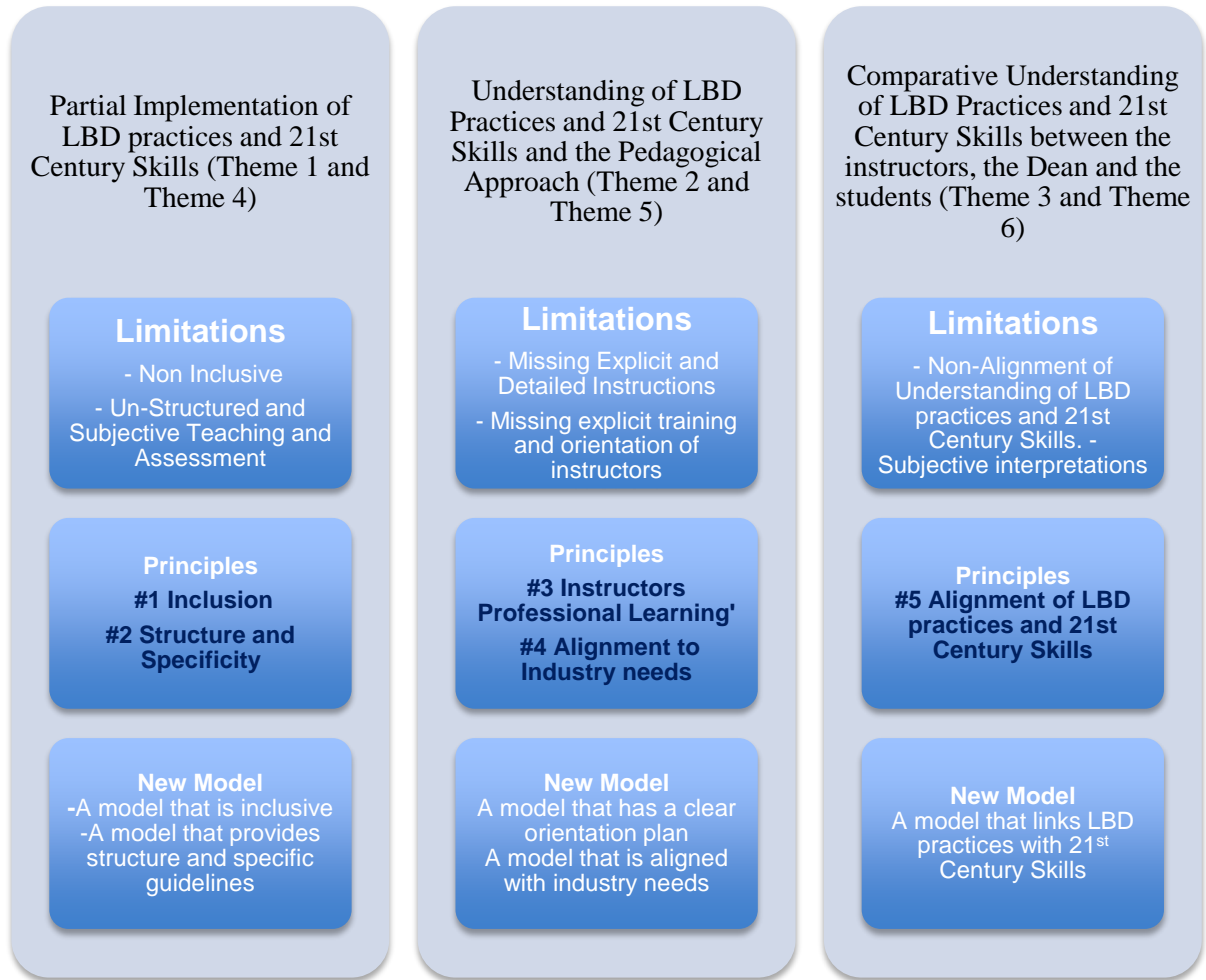 Partial Implementation of
LBD practices and 21st
Century Skills (Theme 1 and
Theme 4)
Limitations
- Non Inclusive
- Un-Structured and
Subjective Teaching and
Assessment
Principles
#1 Inclusion
#2 Structure and
Specificity
New Model
-A model that is inclusive
-A model that provides
structure and specific
guidelines
Understanding of LBD
Practices and 21st Century
Skills and the Pedagogical
Approach (Theme 2 and
Theme 5)
Limitations
- Missing Explicit and
Detailed Instructions
- Missing explicit training
and orientation of
instructors
Principles
#3 Instructors
Professional Learning'
#4 Alignment to
Industry needs
New Model
A model that has a clear
orientation plan
A model that is aligned
with industry needs
Comparative Understanding
of LBD Practices and 21st
Century Skills between the
instructors, the Dean and the
students (Theme 3 and Theme
6)
Limitations
- Non-Alignment of
Understanding of LBD
practices and 21st
Century Skills. -
Subjective interpretations
Principles
#5 Alignment of LBD
practices and 21st
Century Skills
New Model
A model that links LBD
practices with 21st
Century Skills